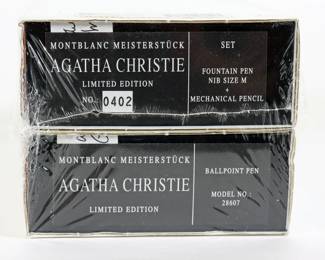 MONTBLANC MEISTERSTÜCK
AGATHA CHRISTIE
LIMITED EDITION
NO.: 0402
SET
FOUNTAIN PEN
NIB SIZE M
+
MECHANICAL PENCIL
MONTBLANC MEISTERSTÜCK
AGATHA CHRISTIE
LIMITED EDITION
BALLPOINT PEN
MODEL NO :
28607